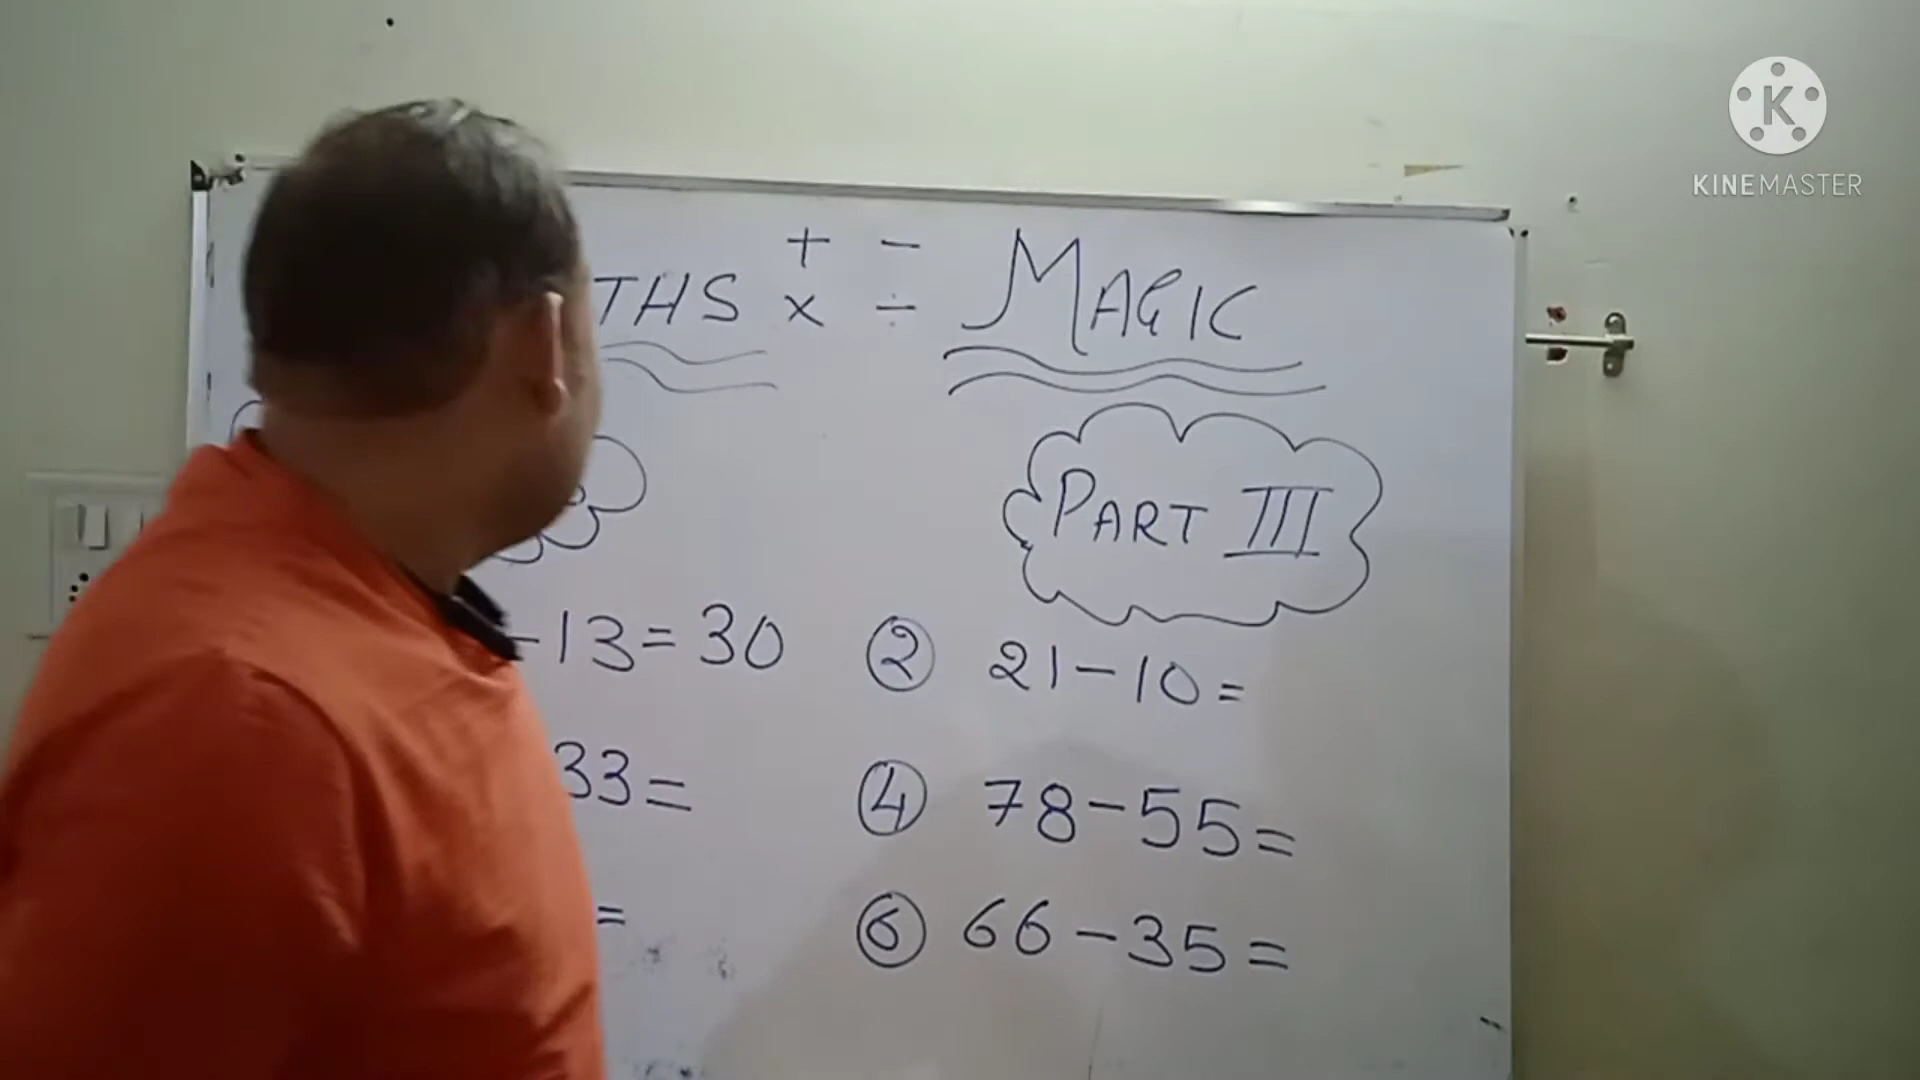 + -
THS × ÷ MAGIC
PART III
-13=30
② 21-10=
33=
④ 78-55=
=
⑥ 66-35=
K
KINEMASTER